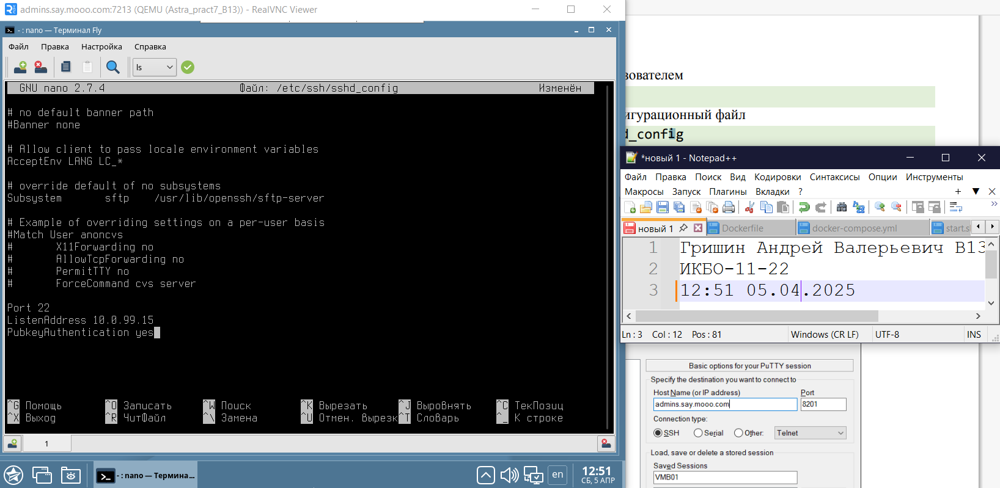 admins.say.mooo.com:7213 (QEMU (Astra_pract7_B13)) - RealVNC Viewer
- : nano — Терминал Fly
Файл Правка Настройка Справка
ls
GNU nano 2.7.4 Файл: /etc/ssh/sshd_config Изменён
# no default banner path
#Banner none
# Allow client to pass locale environment variables
AcceptEnv LANG LC_*
# override default of no subsystems
Subsystem sftp /usr/lib/openssh/sftp-server
# Example of overriding settings on a per-user basis
#Match User anoncvs
# X11Forwarding no
# AllowTcpForwarding no
# PermitTTY no
# ForceCommand cvs server
Port 22
ListenAddress 10.0.99.15
PubkeyAuthentication yes
^G Помощь ^O Записать ^W Поиск ^K Вырезать ^J Выровнять ^C ТекПозиц
^X Выход ^R ЧитФайл ^\ Замена ^U Отмен. Вырезк ^T Словарь ^_ К строке
1
- : nano — Термина...
en
12:51
СБ, 5 АПР
зователем
игурационный файл
d_config
*новый 1 - Notepad++
Файл Правка Поиск Вид Кодировки Синтаксисы Опции Инструменты
Макросы Запуск Плагины Вкладки ?
новый 1 Dockerfile docker-compose.yml start.s
1 Гришин Андрей Валерьевич В13
2 ИКБО-11-22
3 12:51 05.04.2025
Ln : 3 Col : 12 Pos : 81 Windows (CR LF) UTF-8 INS
Basic options for your PuTTY session
Specify the destination you want to connect to
Host Name (or IP address) Port
admins.say.mooo.com 8201
Connection type:
SSH Serial Other: Telnet
Load, save or delete a stored session
Saved Sessions
VMB01